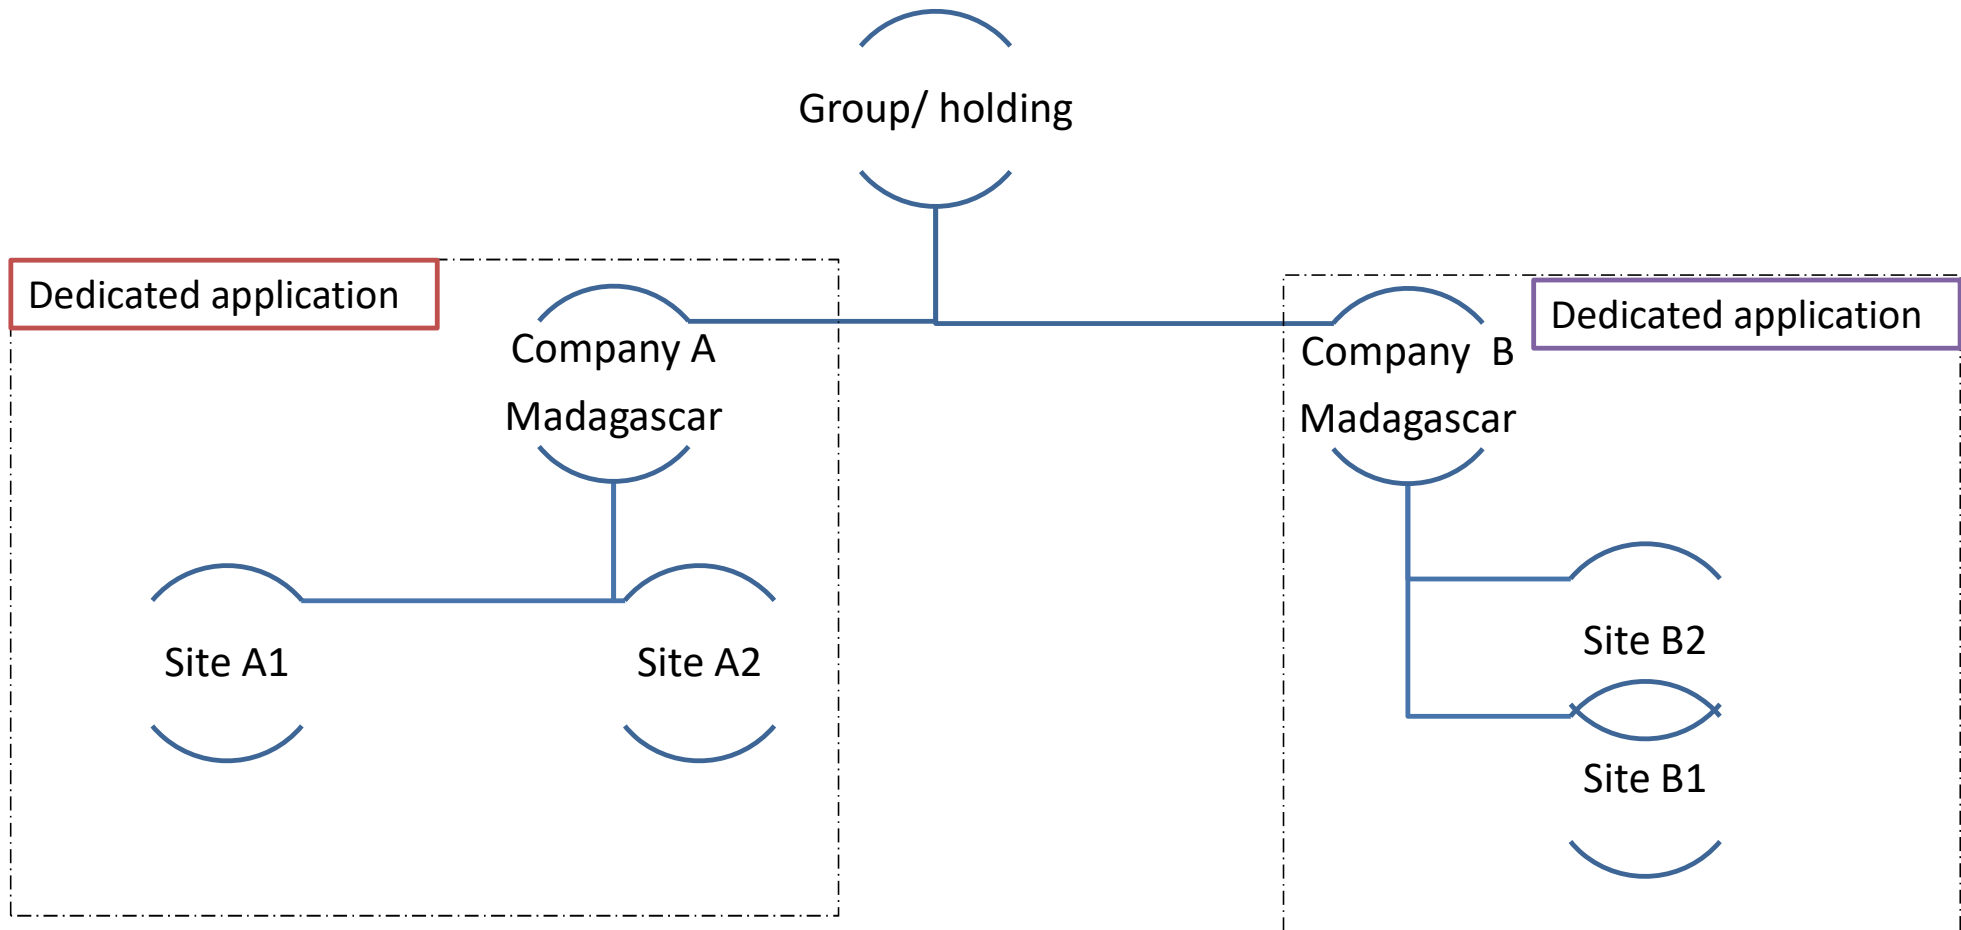 Group/ holding
Dedicated application
Company A
Madagascar
Site A1
Site A2
Dedicated application
Company  B
Madagascar
Site B2
Site B1